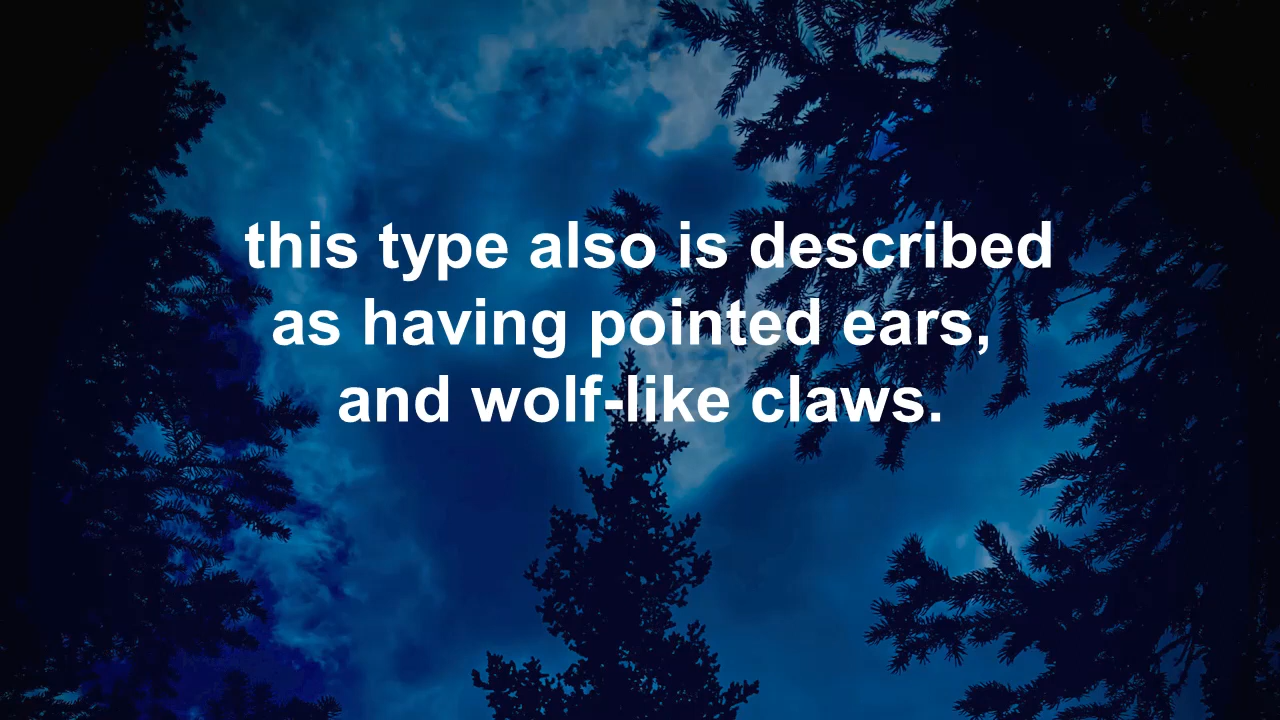 this type also is described
as having pointed ears,
and wolf-like claws.